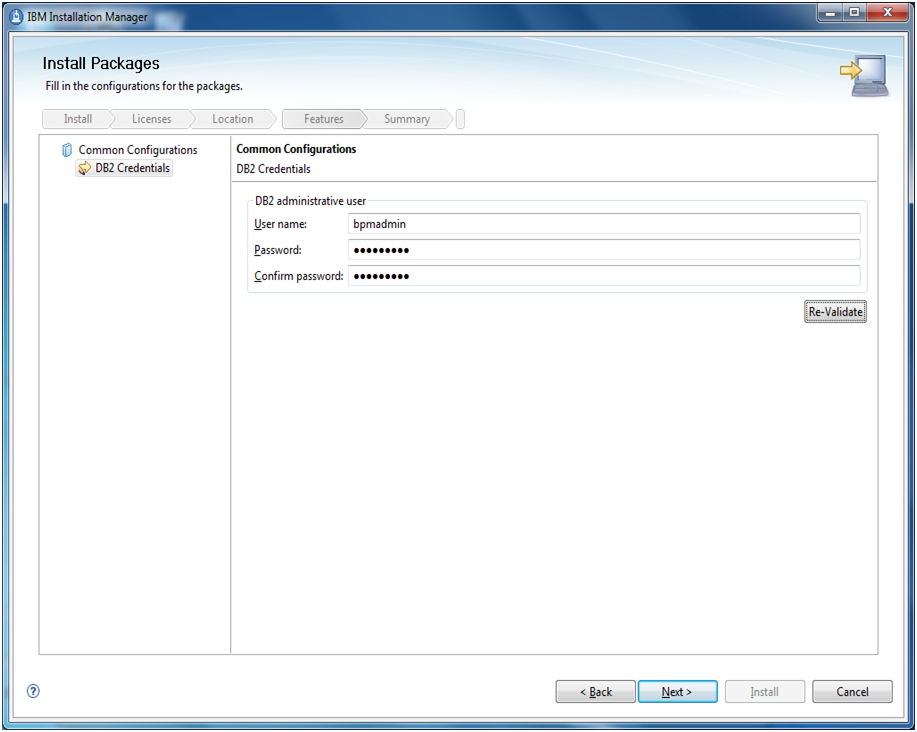 IBM Installation Manager
Install Packages
Fill in the configurations for the packages.
Install Licenses Location Features Summary
Common Configurations
DB2 Credentials
Common Configurations
DB2 Credentials
DB2 administrative user
User name: bpmadmin
Password: •••••••••
Confirm password: •••••••••
Re-Validate
?
< Back Next > Install Cancel